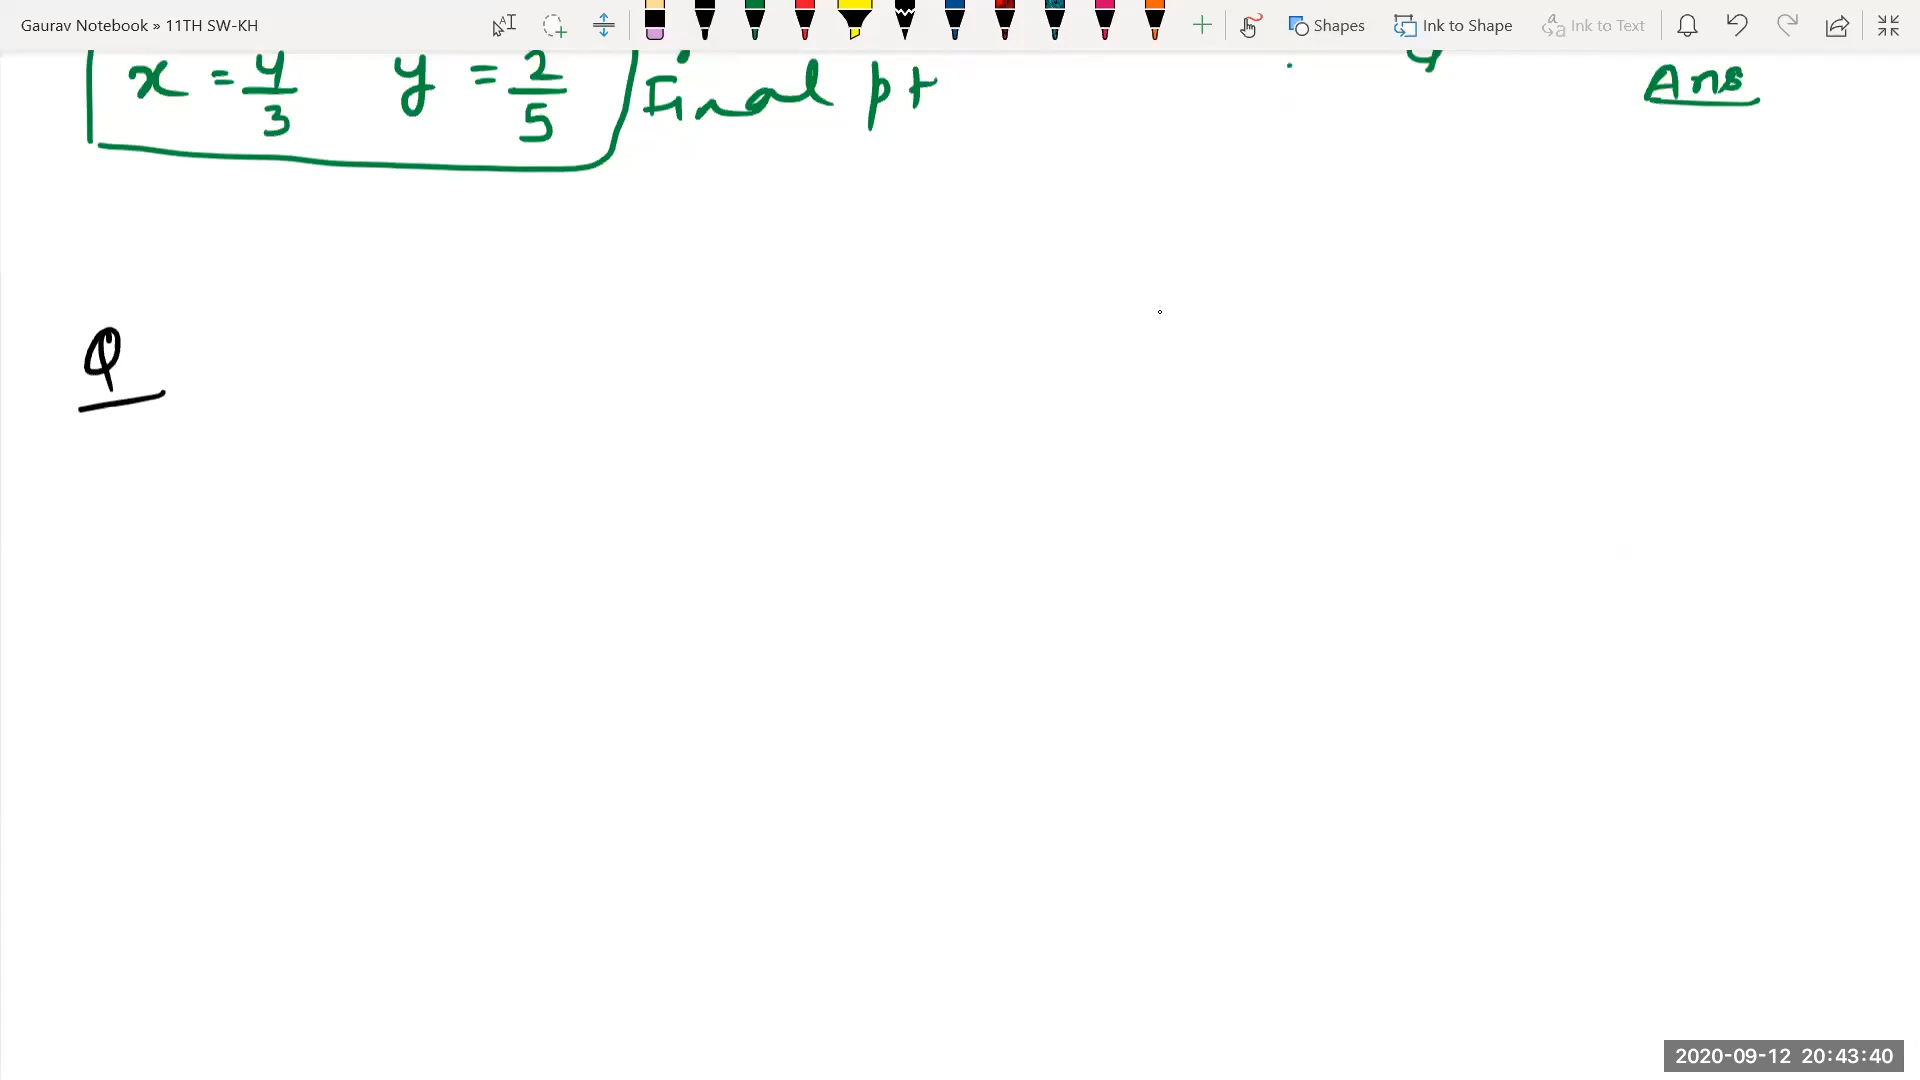 Gaurav Notebook » 11TH SW-KH
Shapes
Ink to Shape
Ink to Text
x = 4/3 y = 2/5 Final pt
Ans
Q
2020-09-12 20:43:40